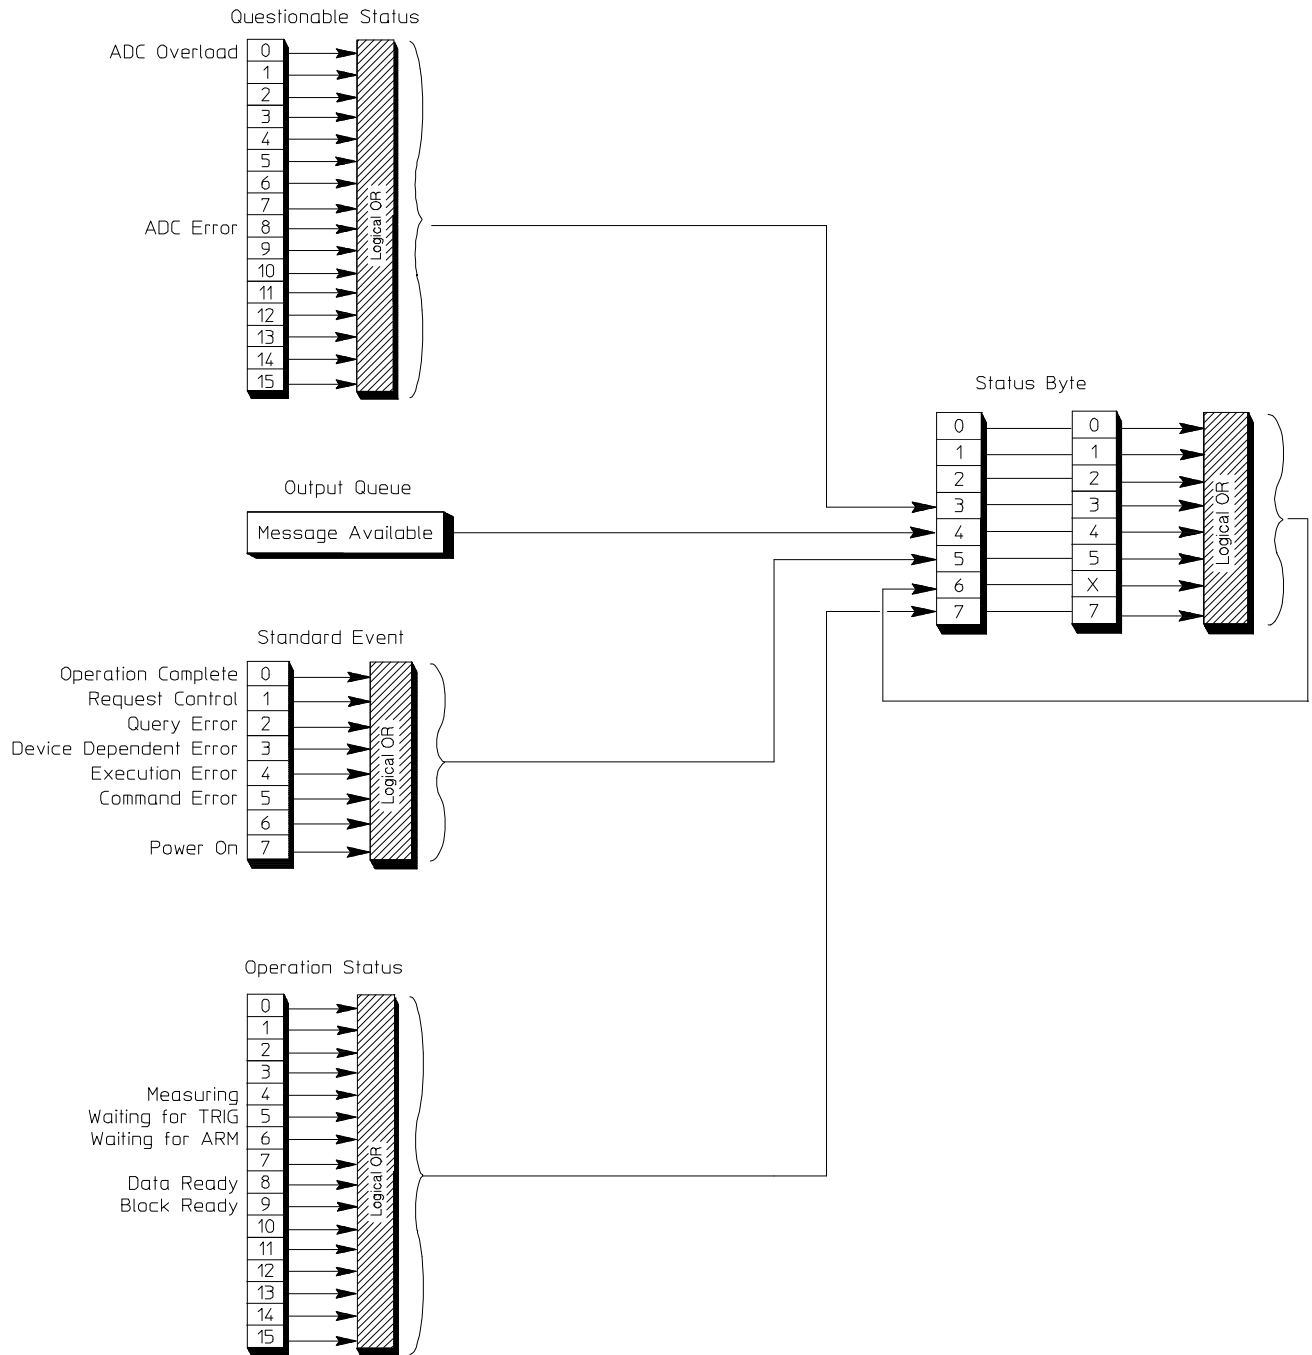 Questionable Status
ADC Overload 0
1
2
3
4
5
6
7
ADC Error 8
9
10
11
12
13
14
15
Logical OR
Output Queue
Message Available
Standard Event
Operation Complete 0
Request Control 1
Query Error 2
Device Dependent Error 3
Execution Error 4
Command Error 5
6
Power On 7
Logical OR
Operation Status
0
1
2
3
Measuring 4
Waiting for TRIG 5
Waiting for ARM 6
7
Data Ready 8
Block Ready 9
10
11
12
13
14
15
Logical OR
Status Byte
0 0
1 1
2 2
3 3
4 4
5 5
6 X
7 7
Logical OR